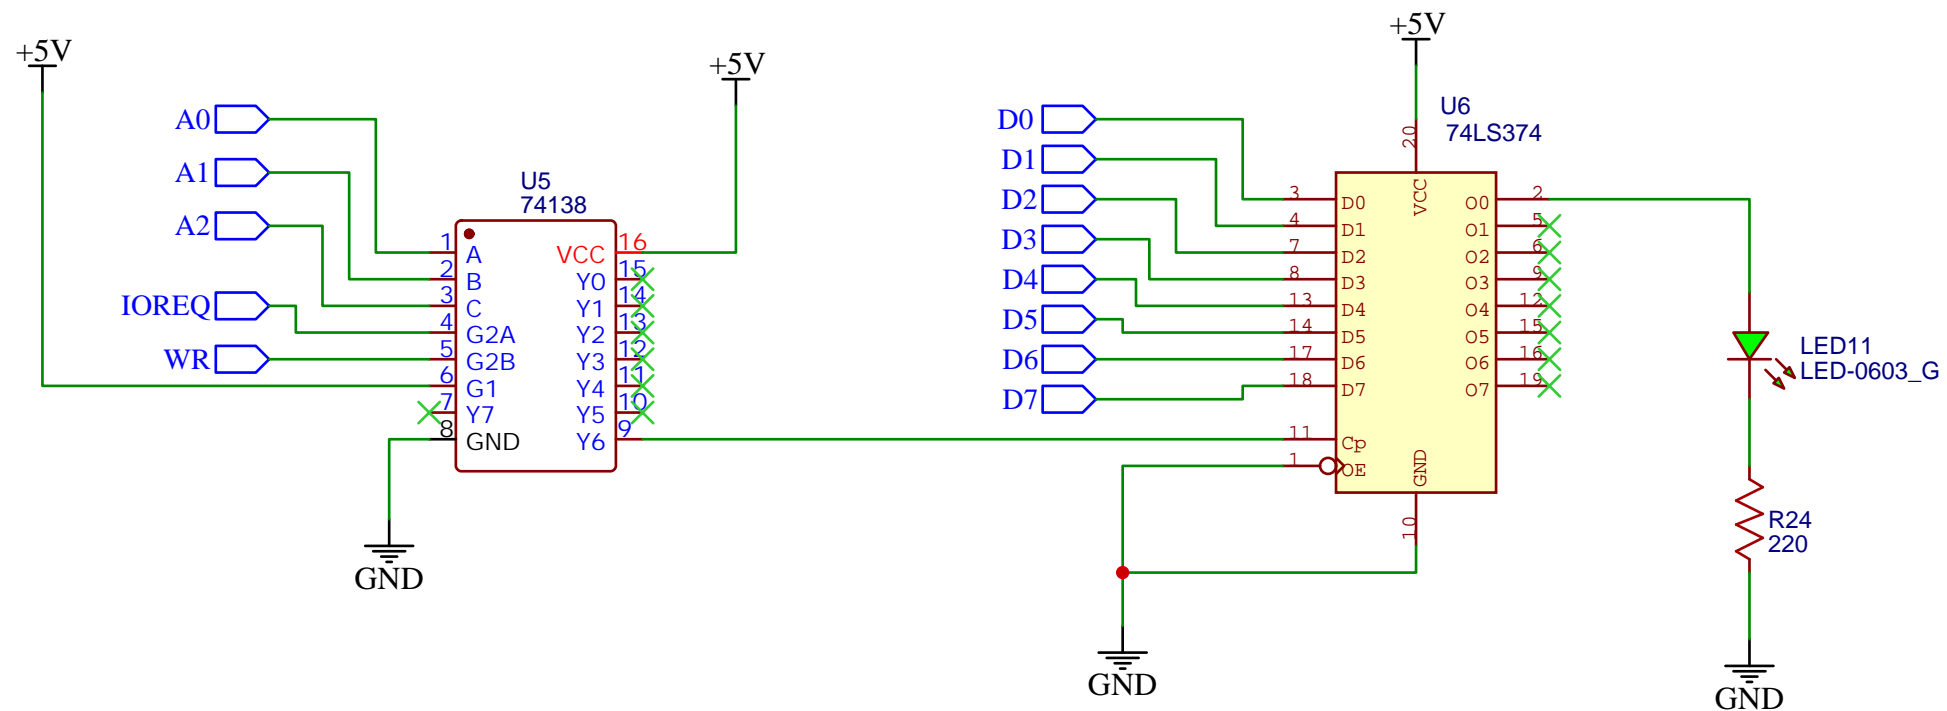 +5V
A0
A1
A2
IOREQ
WR
U5
74138
1
2
3
4
5
6
7
8
A
B
C
G2A
G2B
G1
Y7
GND
VCC
Y0
Y1
Y2
Y3
Y4
Y5
Y6
16
15
14
13
12
11
10
9
+5V
GND
D0
D1
D2
D3
D4
D5
D6
D7
+5V
U6
74LS374
20
VCC
3
4
7
8
13
14
17
18
11
1
D0
D1
D2
D3
D4
D5
D6
D7
Cp
OE
GND
10
O0
O1
O2
O3
O4
O5
O6
O7
2
5
6
9
12
15
16
19
GND
LED11
LED-0603_G
R24
220
GND